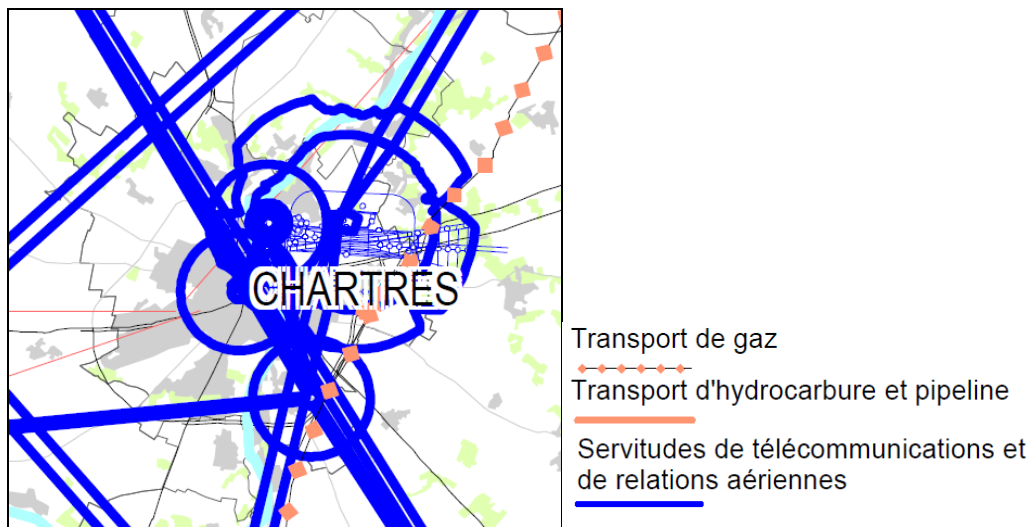 CHARTRES
Transport de gaz
Transport d'hydrocarbure et pipeline
Servitudes de télécommunications et
de relations aériennes